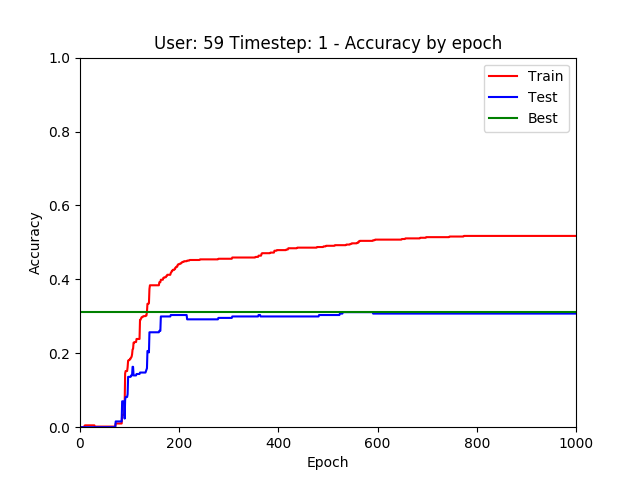 User: 59 Timestep: 1 - Accuracy by epoch
Train
Test
Best
Accuracy
1.0
0.8
0.6
0.4
0.2
0.0
0 200 400 600 800 1000
Epoch